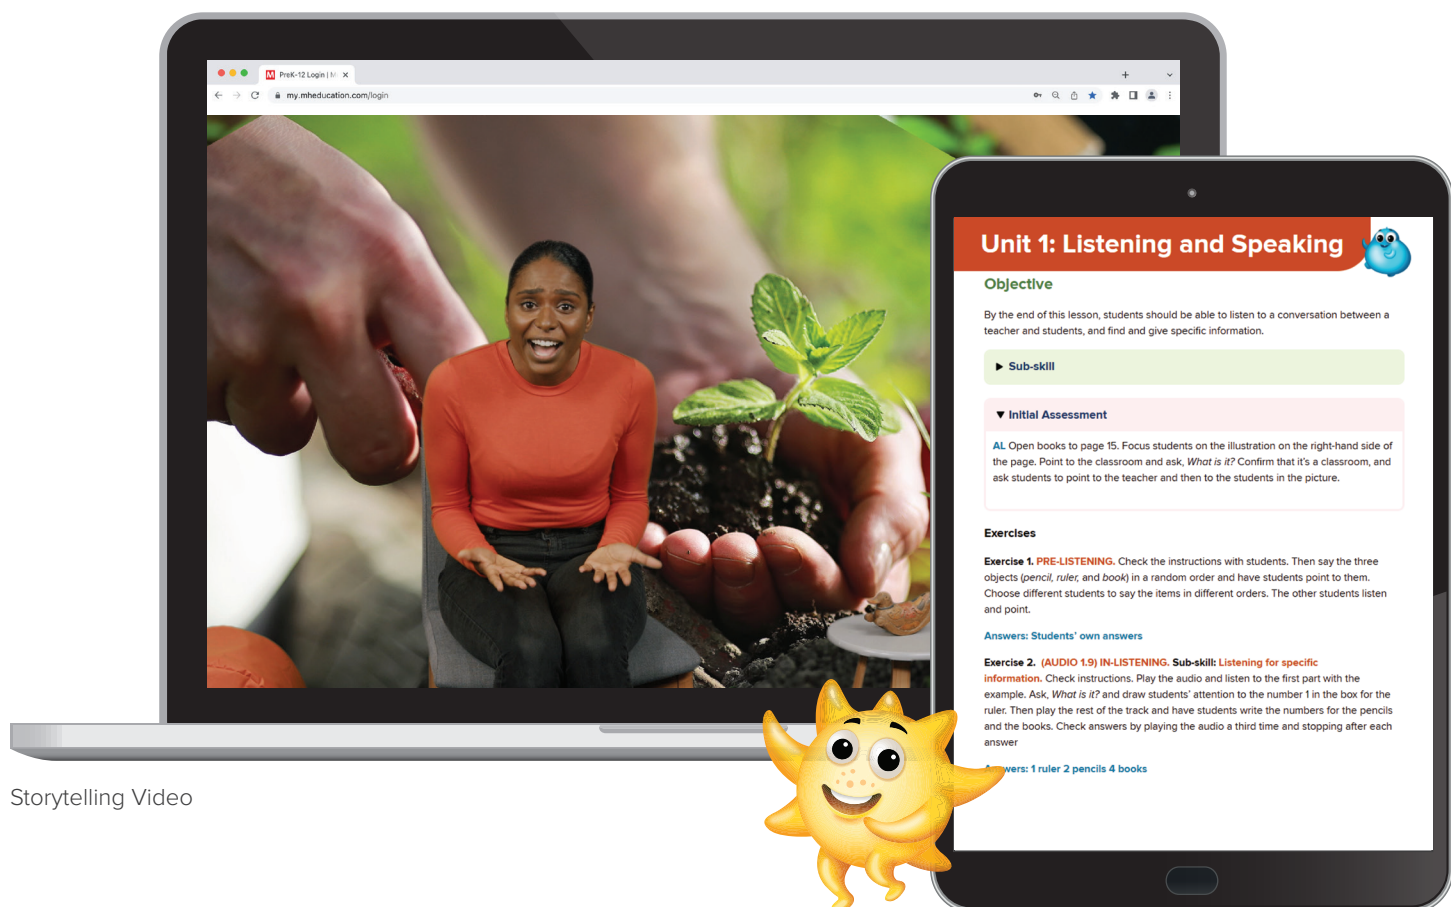 M PreK-12 Login | M
my.mheducation.com/login
Unit 1: Listening and Speaking
Objective
By the end of this lesson, students should be able to listen to a conversation between a
teacher and students, and find and give specific information.
Sub-skill
Initial Assessment
AL Open books to page 15. Focus students on the illustration on the right-hand side of
the page. Point to the classroom and ask, What is it? Confirm that it's a classroom, and
ask students to point to the teacher and then to the students in the picture.
Exercises
Exercise 1. PRE-LISTENING. Check the instructions with students. Then say the three
objects (pencil, ruler, and book) in a random order and have students point to them.
Choose different students to say the items in different orders. The other students listen
and point.
Answers: Students' own answers
Exercise 2. (AUDIO 1.9) IN-LISTENING. Sub-skill: Listening for specific
information. Check instructions. Play the audio and listen to the first part with the
example. Ask, What is it? and draw students' attention to the number 1 in the box for the
ruler. Then play the rest of the track and have students write the numbers for the pencils
and the books. Check answers by playing the audio a third time and stopping after each
answer
Answers: 1 ruler 2 pencils 4 books
Storytelling Video